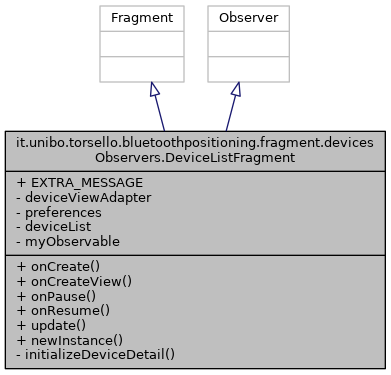 Fragment
Observer
it.unibo.torsello.bluetoothpositioning.fragment.devices
Observers.DeviceListFragment
+ EXTRA_MESSAGE
- deviceViewAdapter
- preferences
- deviceList
- myObservable
+ onCreate()
+ onCreateView()
+ onPause()
+ onResume()
+ update()
+ newInstance()
- initializeDeviceDetail()